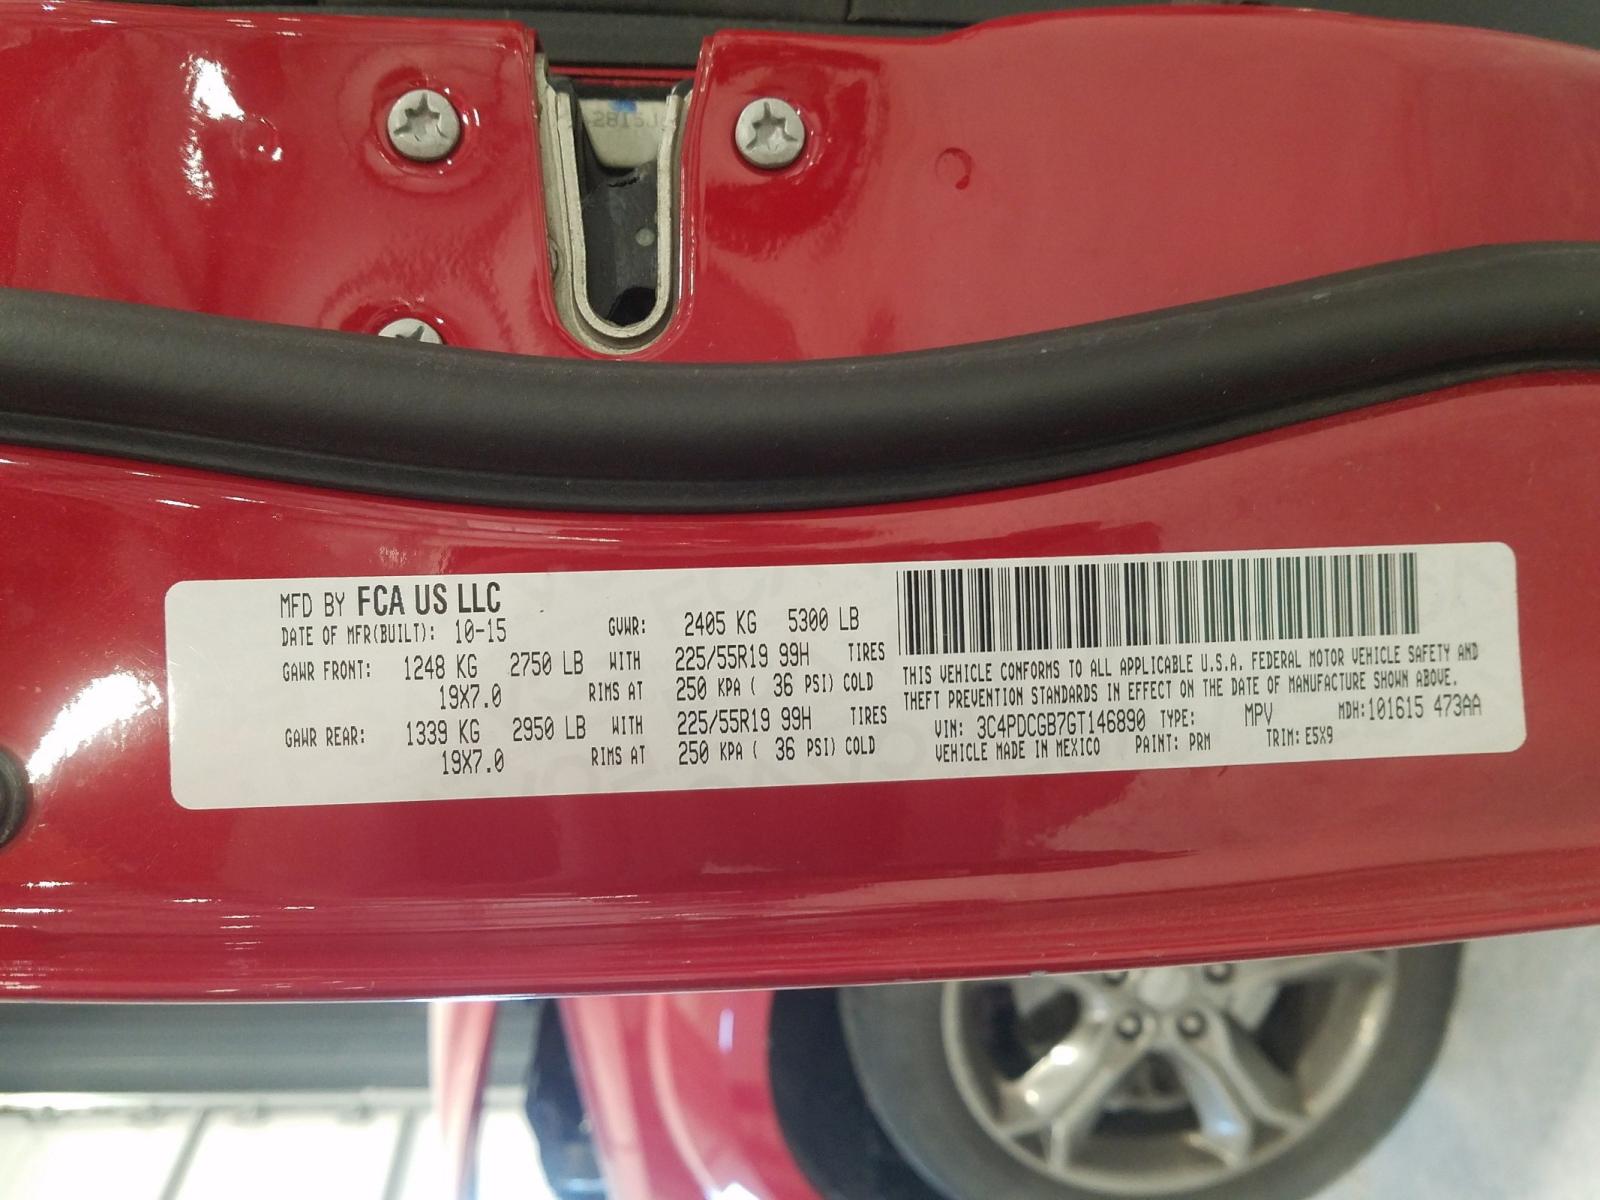 MFD BY FCA US LLC
DATE OF MFR(BUILT): 10-15 GVWR: 2405 KG 5300 LB
GAWR FRONT: 1248 KG 2750 LB WITH 225/55R19 99H TIRES
19X7.0 RIMS AT 250 KPA ( 36 PSI) COLD
GAWR REAR: 1339 KG 2950 LB WITH 225/55R19 99H TIRES
19X7.0 RIMS AT 250 KPA ( 36 PSI) COLD
THIS VEHICLE CONFORMS TO ALL APPLICABLE U.S.A. FEDERAL MOTOR VEHICLE SAFETY AND
THEFT PREVENTION STANDARDS IN EFFECT ON THE DATE OF MANUFACTURE SHOWN ABOVE.
VIN: 3C4PDCGB7GT146890 TYPE: MPV MDH:101615 473AA
VEHICLE MADE IN MEXICO PAINT: PRM TRIM: E5X9